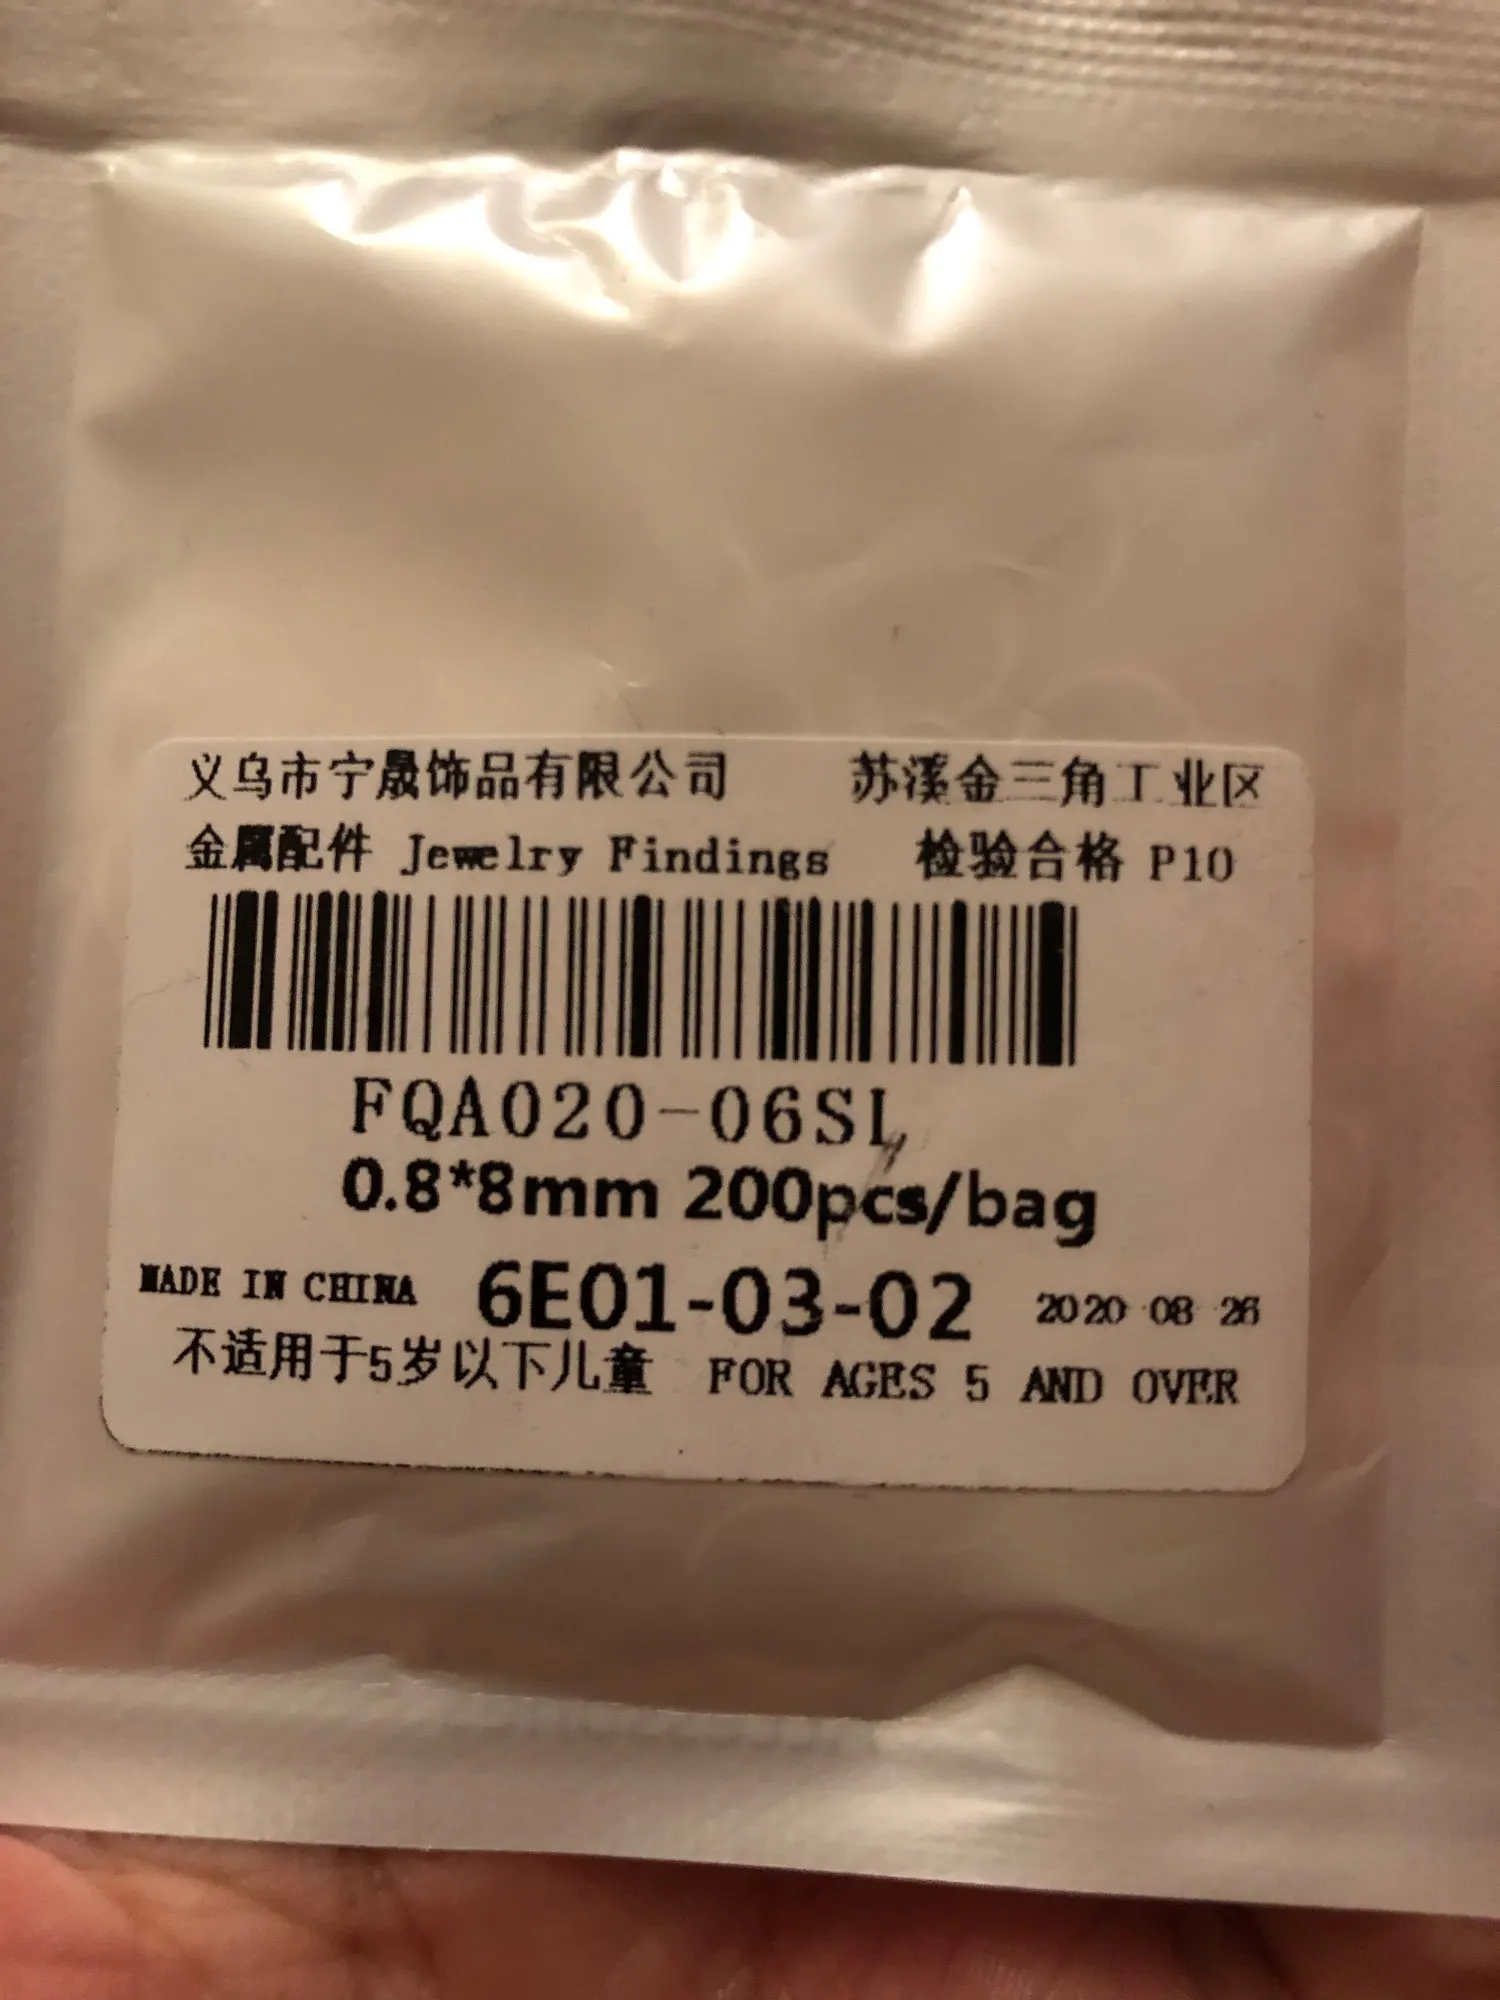 义乌市宁晟饰品有限公司 苏溪金三角工业区
金属配件 Jewelry Findings 检验合格 P10
FQA020-06SL
0.8*8mm 200pcs/bag
MADE IN CHINA 6E01-03-02 2020 08 26
不适用于5岁以下儿童 FOR AGES 5 AND OVER